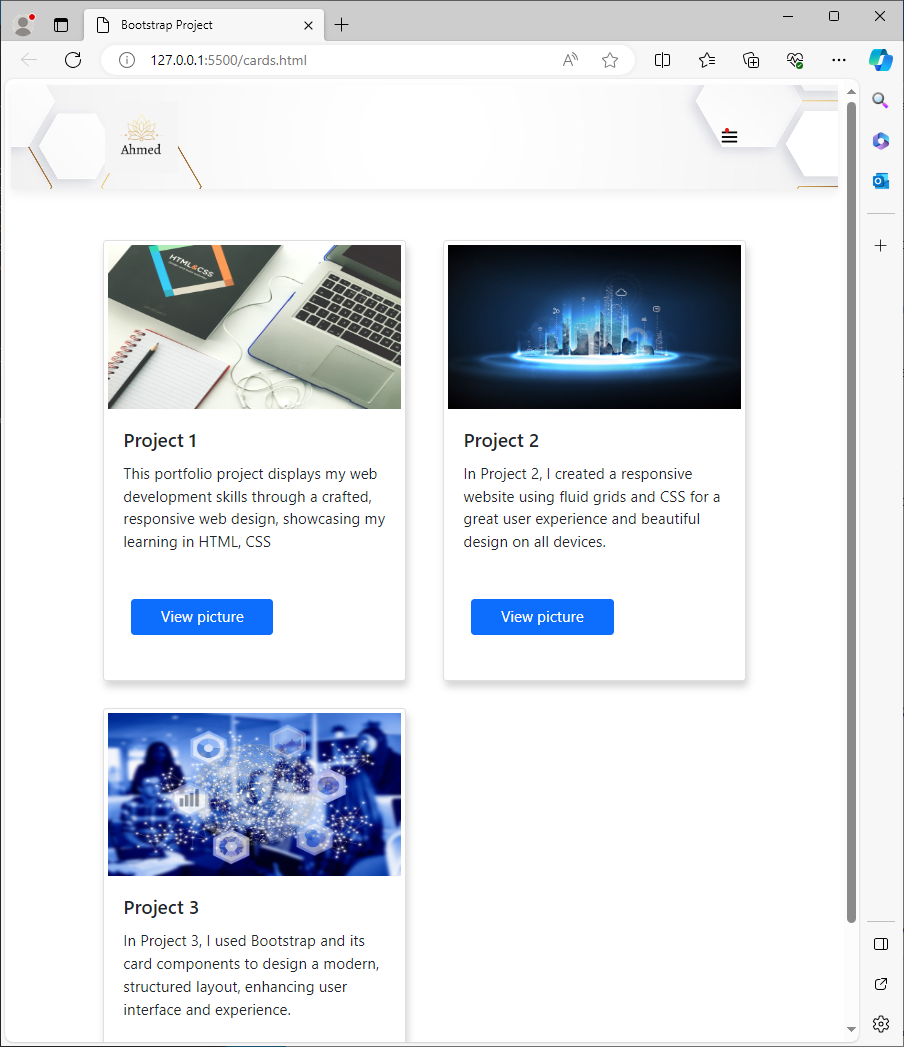 Bootstrap Project
127.0.0.1:5500/cards.html
Ahmed
HTML&CSS
Project 1
This portfolio project displays my web
development skills through a crafted,
responsive web design, showcasing my
learning in HTML, CSS
View picture
Project 2
In Project 2, I created a responsive
website using fluid grids and CSS for a
great user experience and beautiful
design on all devices.
View picture
Project 3
In Project 3, I used Bootstrap and its
card components to design a modern,
structured layout, enhancing user
interface and experience.